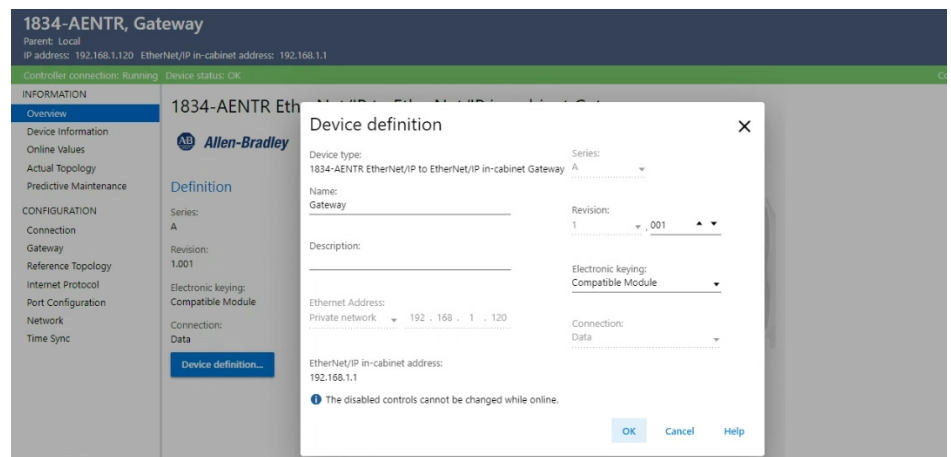 1834-AENTR, Gateway
Parent: Local
IP address: 192.168.1.120 EtherNet/IP in-cabinet address: 192.168.1.1
Controller connection: Running Device status: OK
Co
INFORMATION
Overview
Device Information
Online Values
Actual Topology
Predictive Maintenance
CONFIGURATION
Connection
Gateway
Reference Topology
Internet Protocol
Port Configuration
Network
Time Sync
1834-AENTR Eth
AB Allen-Bradley
Definition
Series:
A
Revision:
1.001
Electronic keying:
Compatible Module
Connection:
Data
Device definition...
Device definition
Device type:
1834-AENTR EtherNet/IP to EtherNet/IP in-cabinet Gateway
Name:
Gateway
Description:
Ethernet Address:
Private network 192 . 168 . 1 . 120
EtherNet/IP in-cabinet address:
192.168.1.1
The disabled controls cannot be changed while online.
Series:
A
Revision:
1 . 001
Electronic keying:
Compatible Module
Connection:
Data
OK Cancel Help